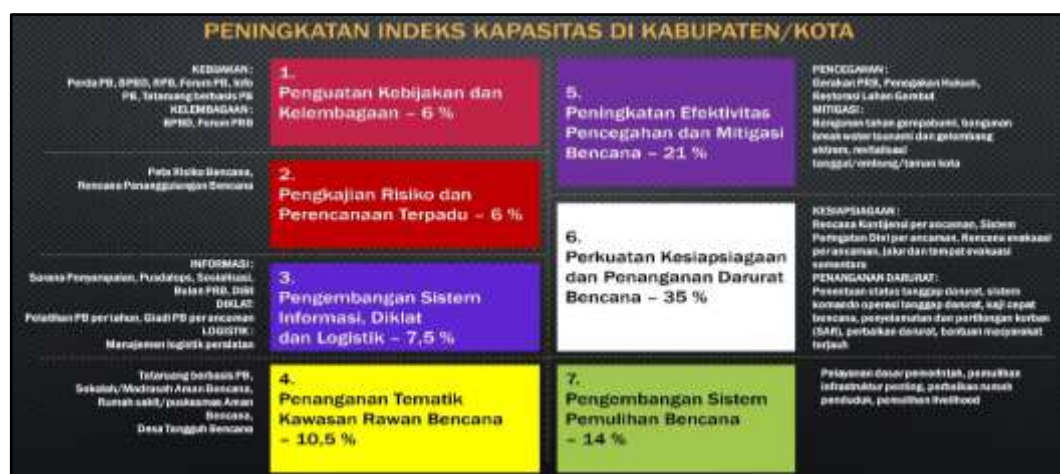 PENINGKATAN INDEKS KAPASITAS DI KABUPATEN/KOTA
KEBIJAKAN:
Perda PB, BPBD, RPB, Forum PB, Info
PB, Tataruang berbasis PB
KELEMBAGAAN:
BPBD, Forum PRB
1.
Penguatan Kebijakan dan
Kelembagaan – 6 %
Peta Risiko Bencana,
Rencana Penanggulangan Bencana
2.
Pengkajian Risiko dan
Perencanaan Terpadu – 6 %
INFORMASI:
Sarana Penyampaian, Pusdalops, Sosialisasi,
Bulan PRB, DIBI
DIKLAT:
Pelatihan PB per tahun, Gladi PB per ancaman
LOGISTIK:
Manajemen logistik peralatan
3.
Pengembangan Sistem
Informasi, Diklat
dan Logistik – 7,5 %
Tataruang berbasis PB,
Sekolah/Madrasah Aman Bencana,
Rumah sakit/puskesmas Aman
Bencana,
Desa Tangguh Bencana
4.
Penanganan Tematik
Kawasan Rawan Bencana
– 10,5 %
5.
Peningkatan Efektivitas
Pencegahan dan Mitigasi
Bencana – 21 %
PENCEGAHAN:
Gerakan PRB, Penegakan Hukum,
Restorasi Lahan Gambut
MITIGASI:
Bangunan tahan gempabumi, bangunan
break water tsunami dan gelombang
ekstrem, revitalisasi
tanggul/embung/taman kota
6.
Perkuatan Kesiapsiagaan
dan Penanganan Darurat
Bencana – 35 %
KESIAPSIAGAAN:
Rencana Kontijensi per ancaman, Sistem
Peringatan Dini per ancaman, Rencana evakuasi
per ancaman, jalur dan tempat evakuasi
sementara
PENANGANAN DARURAT:
Penentuan status tanggap darurat, sistem
komando operasi tanggap darurat, kaji cepat
bencana, penyelamatan dan pertolongan korban
(SAR), perbaikan darurat, bantuan masyarakat
terjauh
7.
Pengembangan Sistem
Pemulihan Bencana
– 14 %
Pelayanan dasar pemerintah, pemulihan
infrastruktur penting, perbaikan rumah
penduduk, pemulihan livelihood